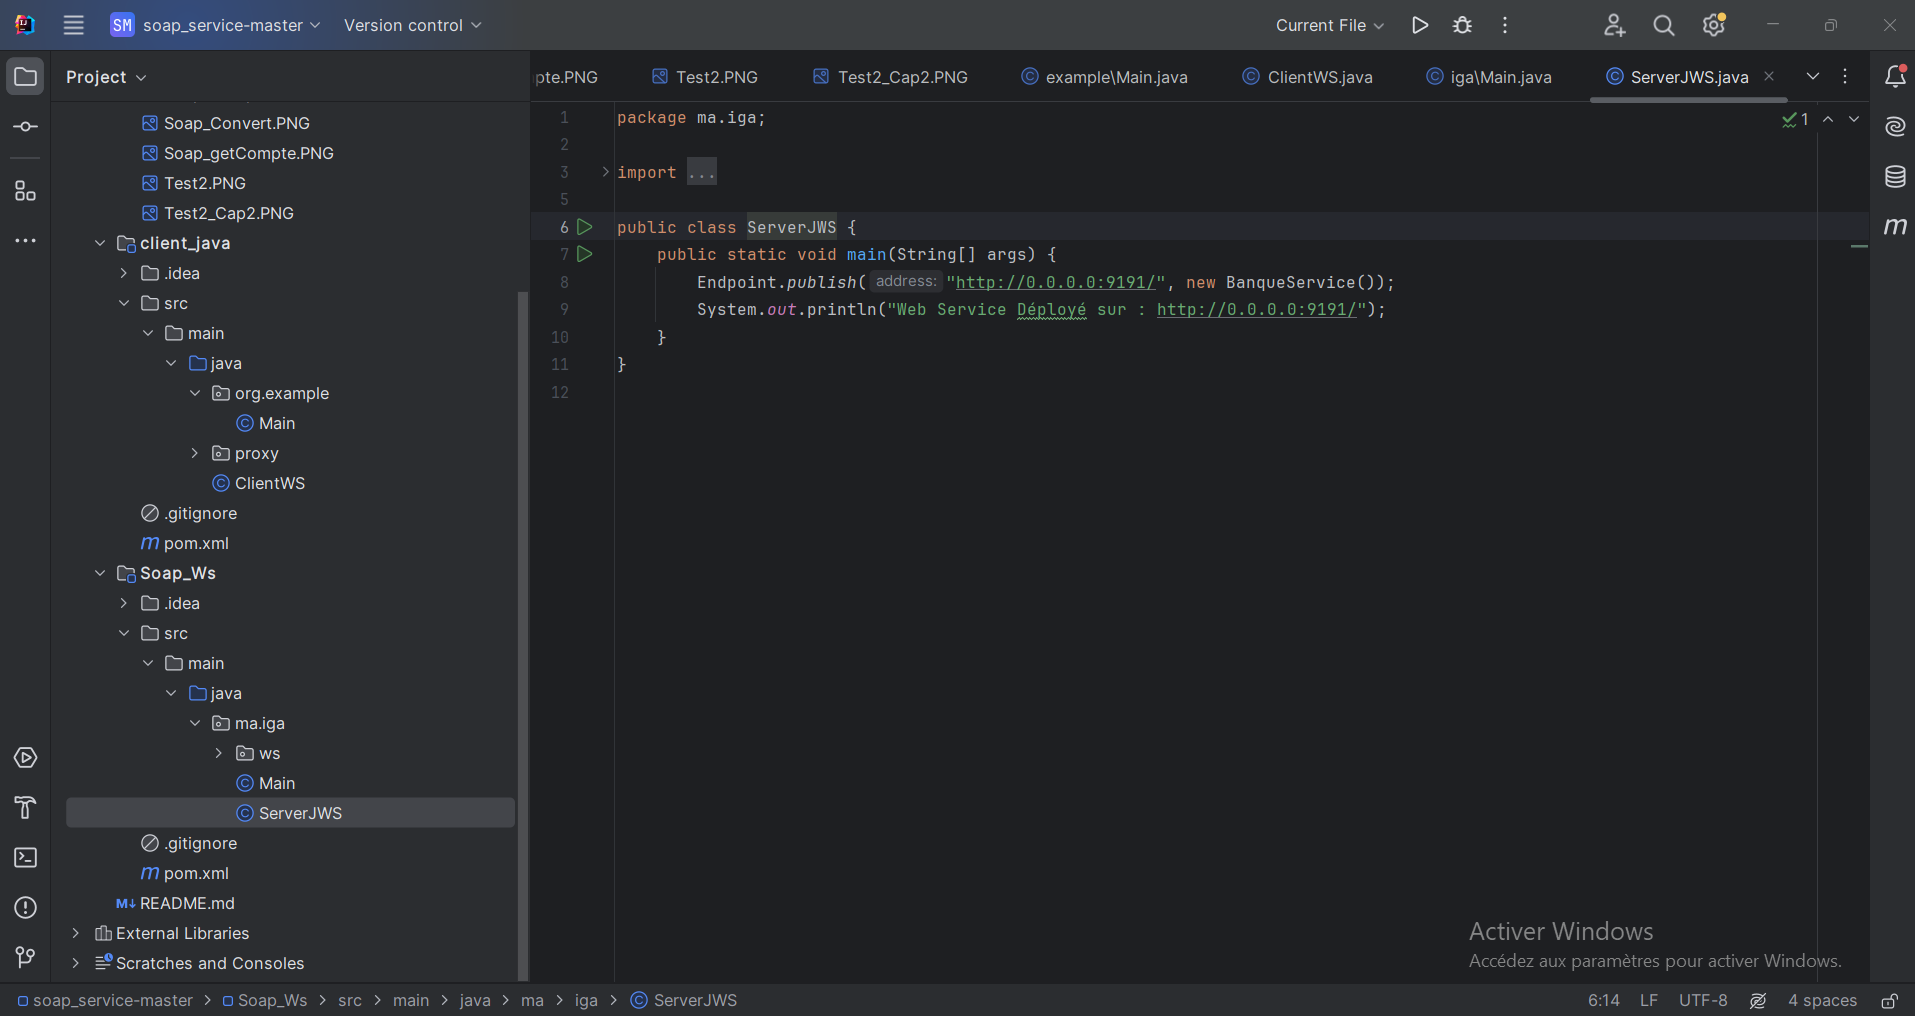 SM soap_service-master Version control Current File
Project
pte.PNG Test2.PNG Test2_Cap2.PNG example\Main.java ClientWS.java iga\Main.java ServerJWS.java
Soap_Convert.PNG
Soap_getCompte.PNG
Test2.PNG
Test2_Cap2.PNG
client_java
.idea
src
main
java
org.example
Main
proxy
ClientWS
.gitignore
pom.xml
Soap_Ws
.idea
src
main
java
ma.iga
ws
Main
ServerJWS
.gitignore
pom.xml
README.md
External Libraries
Scratches and Consoles
1 package ma.iga;
2
3 import ...
5
6 public class ServerJWS {
7 public static void main(String[] args) {
8 Endpoint.publish( address: "http://0.0.0.0:9191/", new BanqueService());
9 System.out.println("Web Service Déployé sur : http://0.0.0.0:9191/");
10 }
11 }
12
1
Activer Windows
Accédez aux paramètres pour activer Windows.
soap_service-master > Soap_Ws > src > main > java > ma > iga > ServerJWS 6:14 LF UTF-8 4 spaces